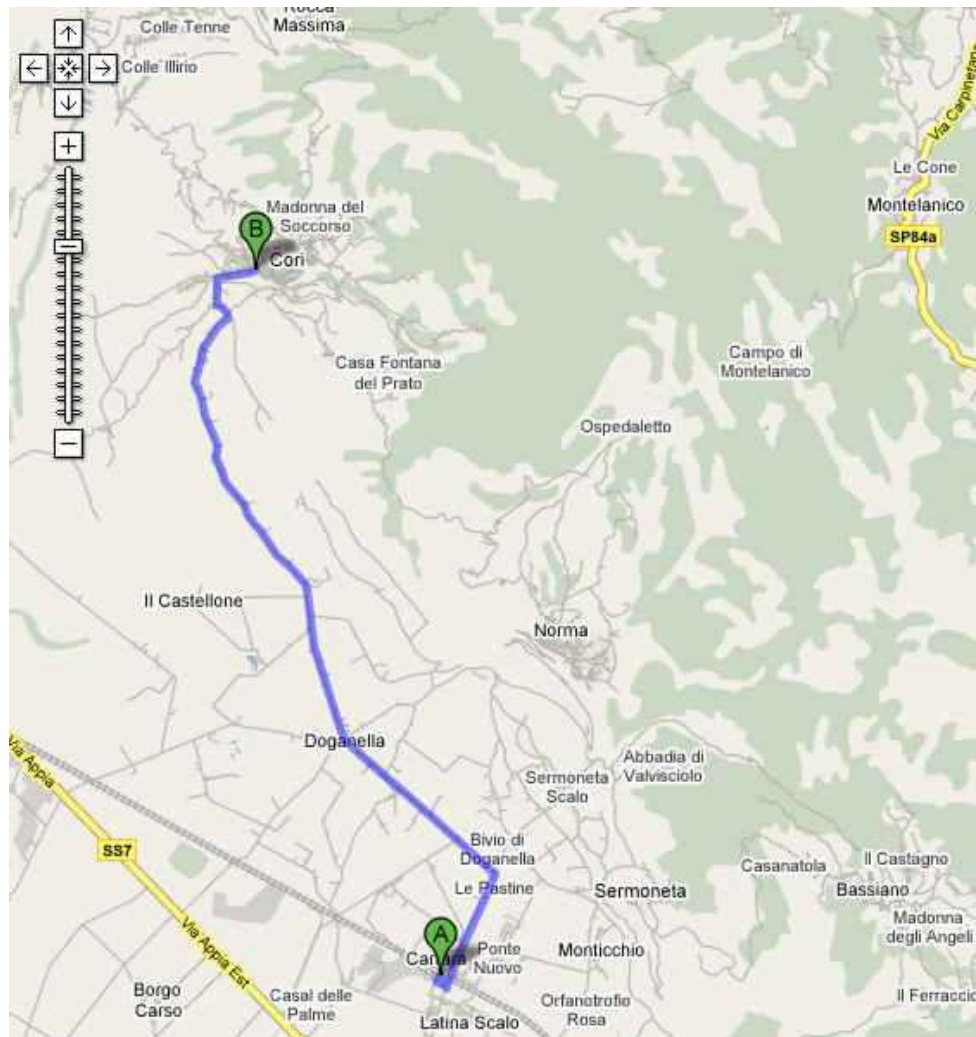 Rocca
Massima
Colle Tenne
Colle Illirio
Via Carpinetana
Le Cone
Montelanico
SP84a
Madonna del
Soccorso
B
Cori
Casa Fontana
del Prato
Campo di
Montelanico
Ospedaletto
Il Castellone
Norma
Doganella
Abbadia di
Valvisciolo
Sermoneta
Scalo
Via Appia
SS7
Bivio di
Doganella
Le Pastine
Sermoneta
Casanatola
Il Castagno
Bassiano
Madonna
degli Angeli
A
Ponte
Nuovo
Monticchio
Via Appia Est
Borgo
Carso
Casal delle
Palme
Latina Scalo
Orfanotrofio
Rosa
Il Ferraccio